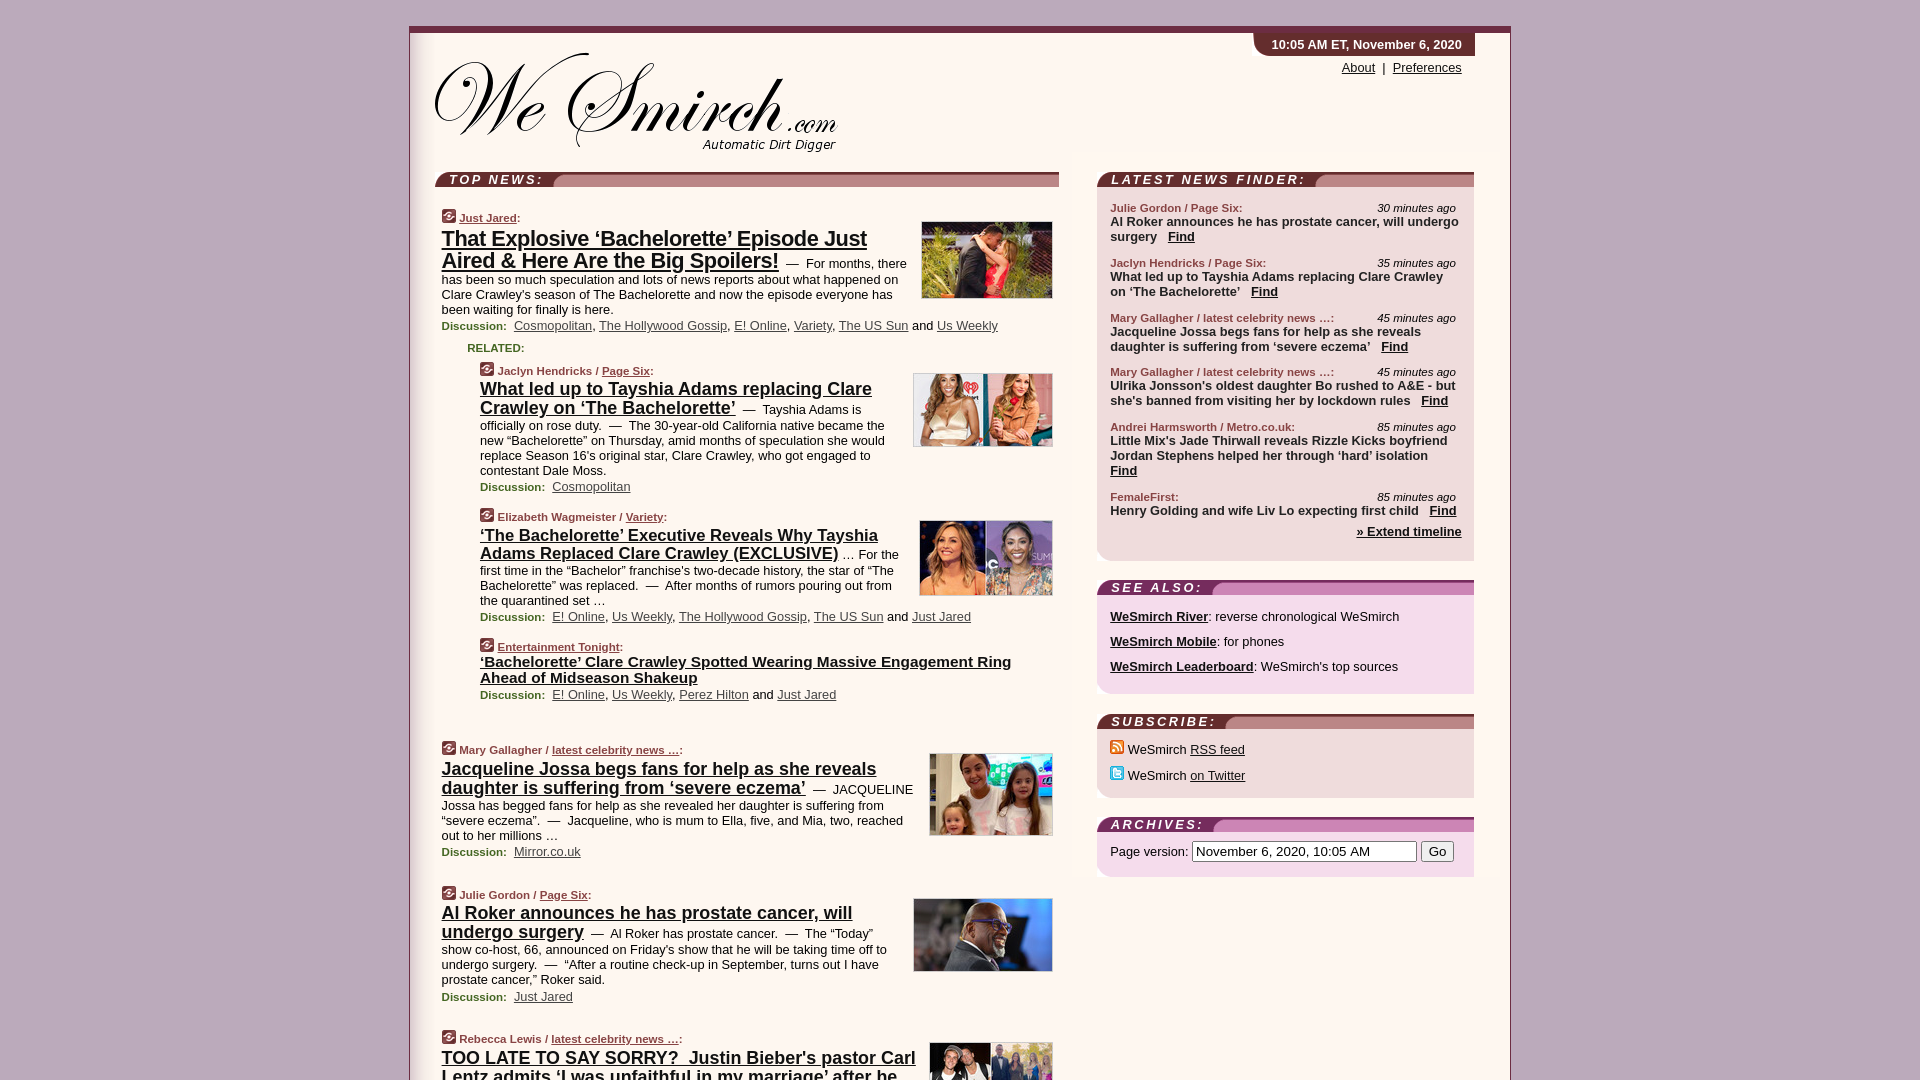 10:05 AM ET, November 6, 2020
About | Preferences
We Smirch .com
Automatic Dirt Digger
TOP NEWS:
Just Jared:
That Explosive ‘Bachelorette’ Episode Just
Aired & Here Are the Big Spoilers! — For months, there
has been so much speculation and lots of news reports about what happened on
Clare Crawley's season of The Bachelorette and now the episode everyone has
been waiting for finally is here.
Discussion: Cosmopolitan, The Hollywood Gossip, E! Online, Variety, The US Sun and Us Weekly
RELATED:
Jaclyn Hendricks / Page Six:
What led up to Tayshia Adams replacing Clare
Crawley on ‘The Bachelorette’ — Tayshia Adams is
officially on rose duty. — The 30-year-old California native became the
new “Bachelorette” on Thursday, amid months of speculation she would
replace Season 16's original star, Clare Crawley, who got engaged to
contestant Dale Moss.
Discussion: Cosmopolitan
Elizabeth Wagmeister / Variety:
‘The Bachelorette’ Executive Reveals Why Tayshia
Adams Replaced Clare Crawley (EXCLUSIVE) … For the
first time in the “Bachelor” franchise's two-decade history, the star of “The
Bachelorette” was replaced. — After months of rumors pouring out from
the quarantined set …
Discussion: E! Online, Us Weekly, The Hollywood Gossip, The US Sun and Just Jared
Entertainment Tonight:
‘Bachelorette’ Clare Crawley Spotted Wearing Massive Engagement Ring
Ahead of Midseason Shakeup
Discussion: E! Online, Us Weekly, Perez Hilton and Just Jared
Mary Gallagher / latest celebrity news …:
Jacqueline Jossa begs fans for help as she reveals
daughter is suffering from ‘severe eczema’ — JACQUELINE
Jossa has begged fans for help as she revealed her daughter is suffering from
“severe eczema”. — Jacqueline, who is mum to Ella, five, and Mia, two, reached
out to her millions …
Discussion: Mirror.co.uk
Julie Gordon / Page Six:
Al Roker announces he has prostate cancer, will
undergo surgery — Al Roker has prostate cancer. — The “Today”
show co-host, 66, announced on Friday's show that he will be taking time off to
undergo surgery. — “After a routine check-up in September, turns out I have
prostate cancer,” Roker said.
Discussion: Just Jared
Rebecca Lewis / latest celebrity news …:
TOO LATE TO SAY SORRY? Justin Bieber's pastor Carl
Lentz admits ‘I was unfaithful in my marriage’ after he
LATEST NEWS FINDER:
Julie Gordon / Page Six: 30 minutes ago
Al Roker announces he has prostate cancer, will undergo
surgery Find
Jaclyn Hendricks / Page Six: 35 minutes ago
What led up to Tayshia Adams replacing Clare Crawley
on ‘The Bachelorette’ Find
Mary Gallagher / latest celebrity news …: 45 minutes ago
Jacqueline Jossa begs fans for help as she reveals
daughter is suffering from ‘severe eczema’ Find
Mary Gallagher / latest celebrity news …: 45 minutes ago
Ulrika Jonsson's oldest daughter Bo rushed to A&E - but
she's banned from visiting her by lockdown rules Find
Andrei Harmsworth / Metro.co.uk: 85 minutes ago
Little Mix's Jade Thirwall reveals Rizzle Kicks boyfriend
Jordan Stephens helped her through ‘hard’ isolation
Find
FemaleFirst: 85 minutes ago
Henry Golding and wife Liv Lo expecting first child Find
» Extend timeline
SEE ALSO:
WeSmirch River: reverse chronological WeSmirch
WeSmirch Mobile: for phones
WeSmirch Leaderboard: WeSmirch's top sources
SUBSCRIBE:
WeSmirch RSS feed
WeSmirch on Twitter
ARCHIVES:
Page version: November 6, 2020, 10:05 AM Go